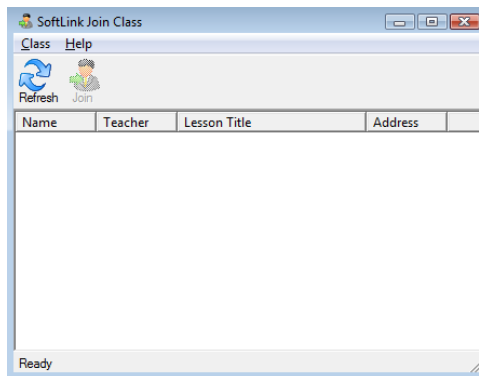 SoftLink Join Class
Class Help
Refresh Join
Name Teacher Lesson Title Address
Ready